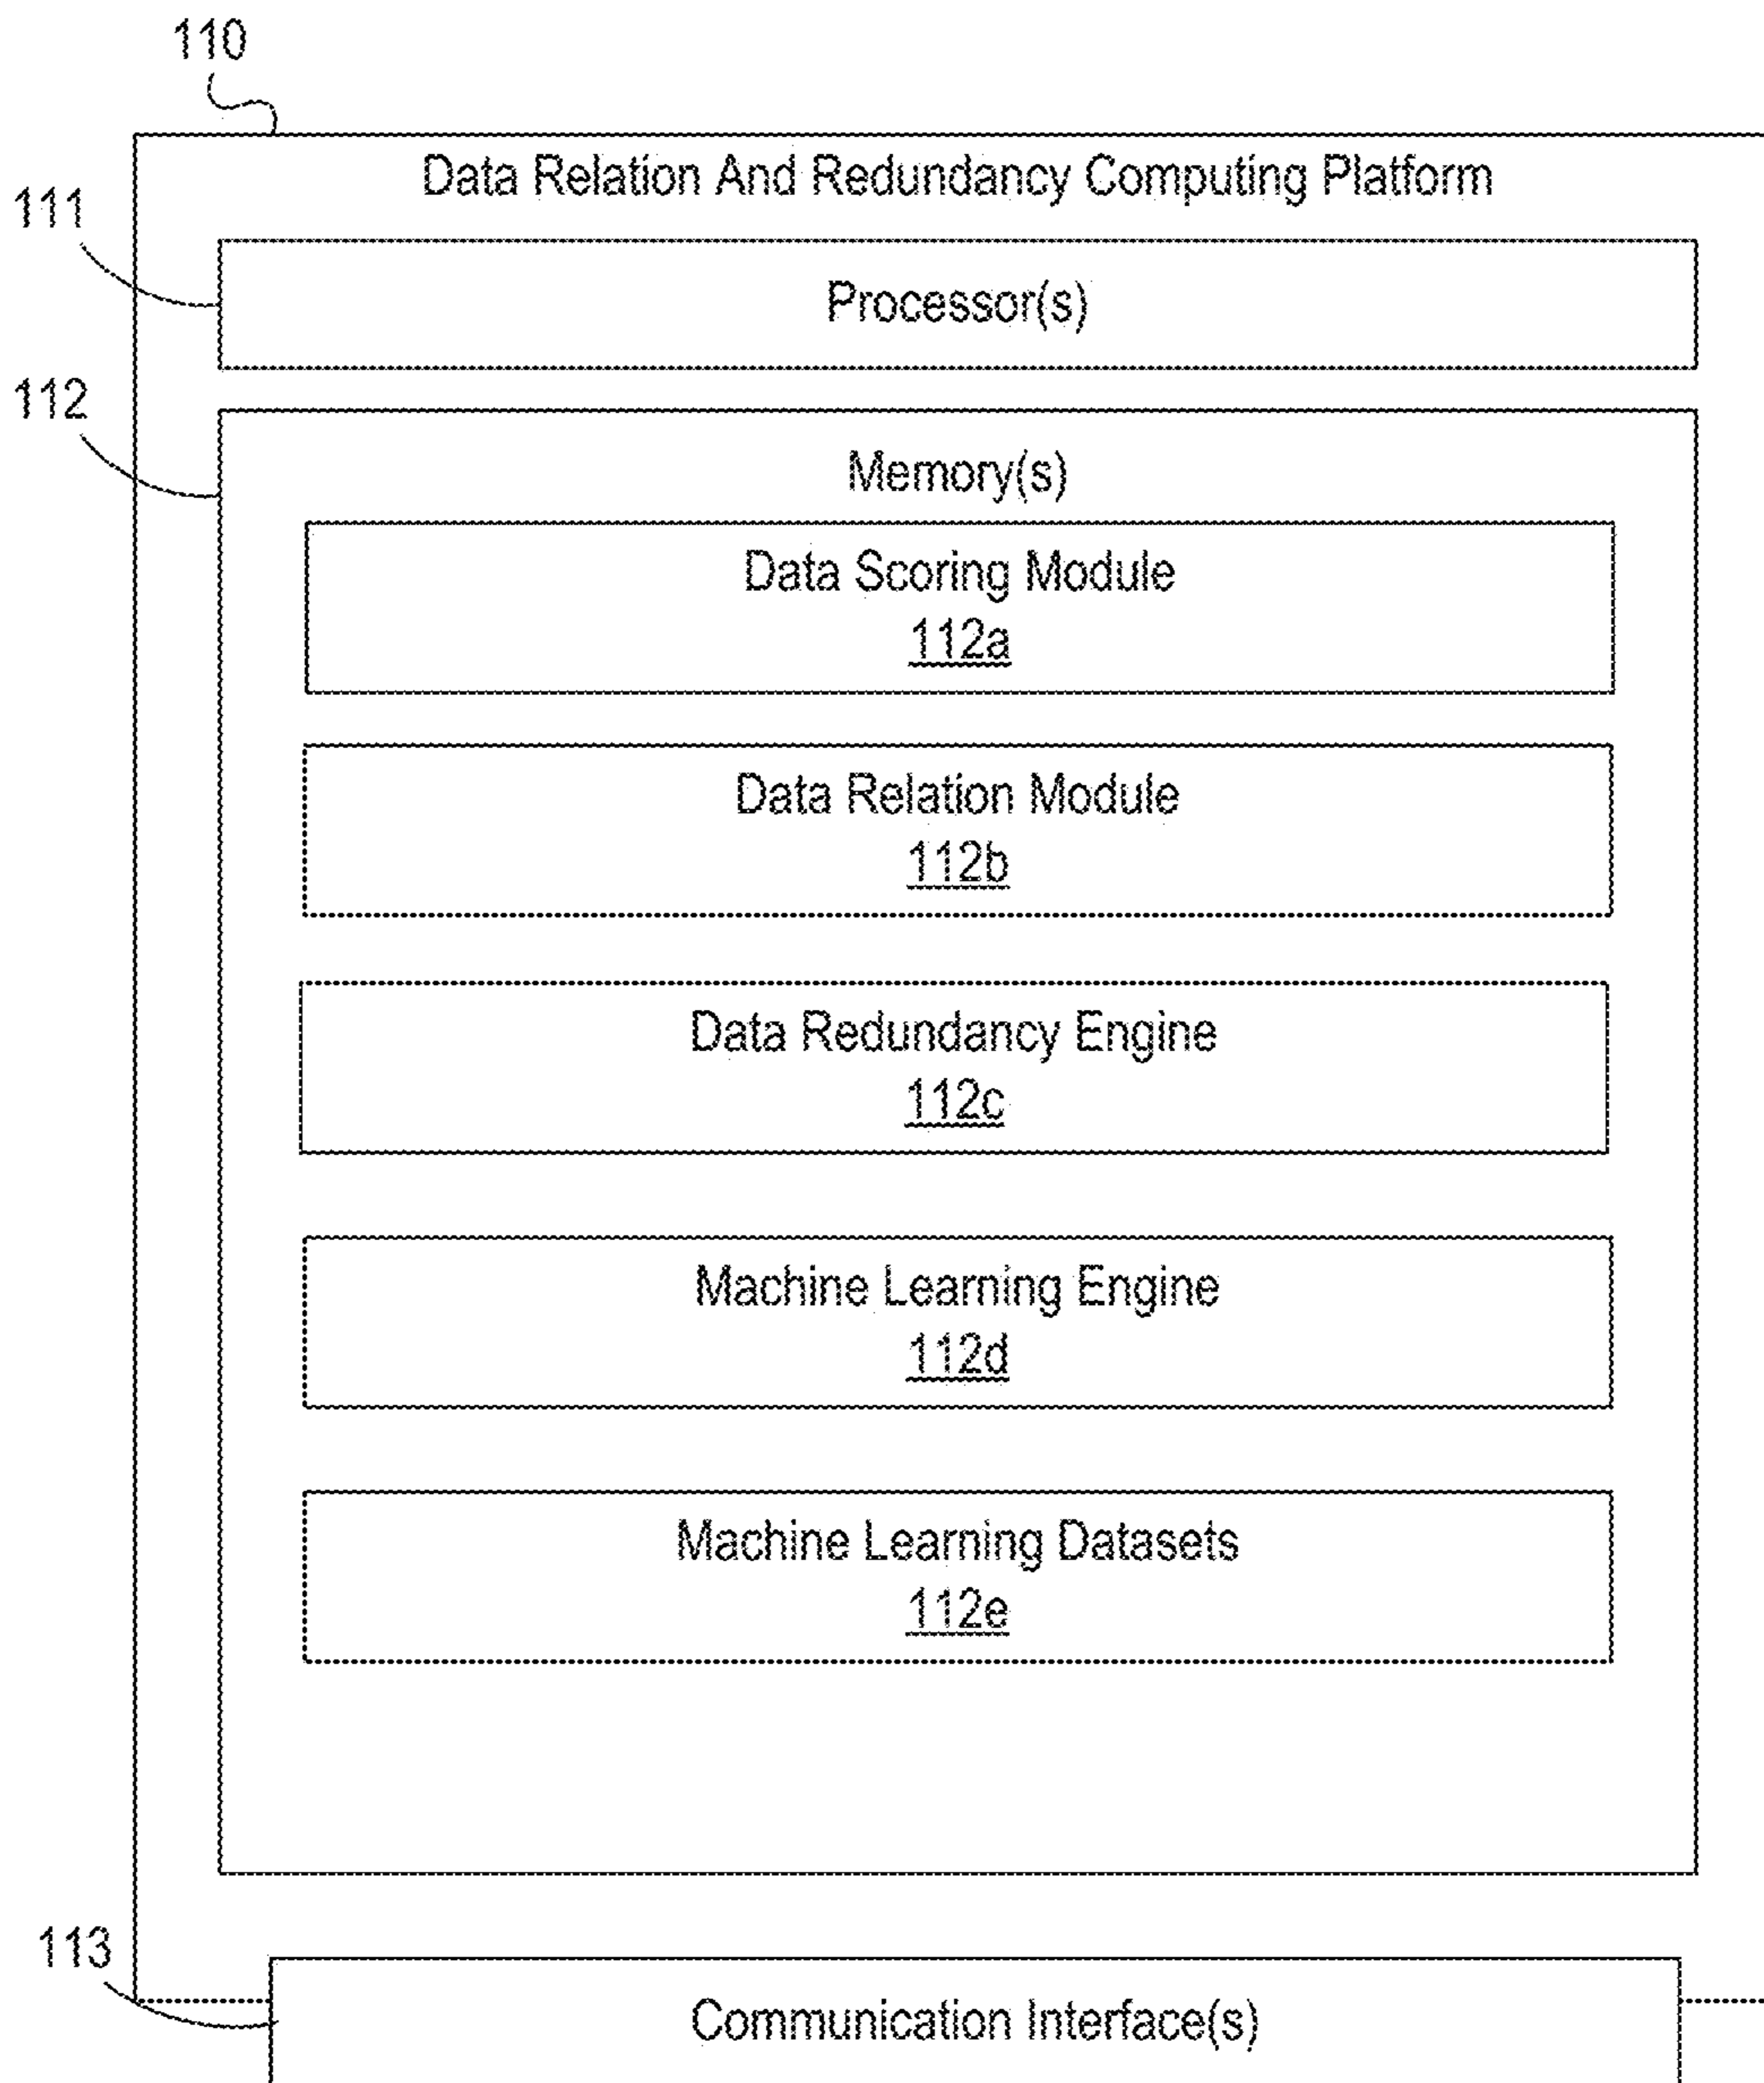 110
Data Relation And Redundancy Computing Platform
111
Processor(s)
112
Memory(s)
Data Scoring Module
112a
Data Relation Module
112b
Data Redundancy Engine
112c
Machine Learning Engine
112d
Machine Learning Datasets
112e
113
Communication Interface(s)